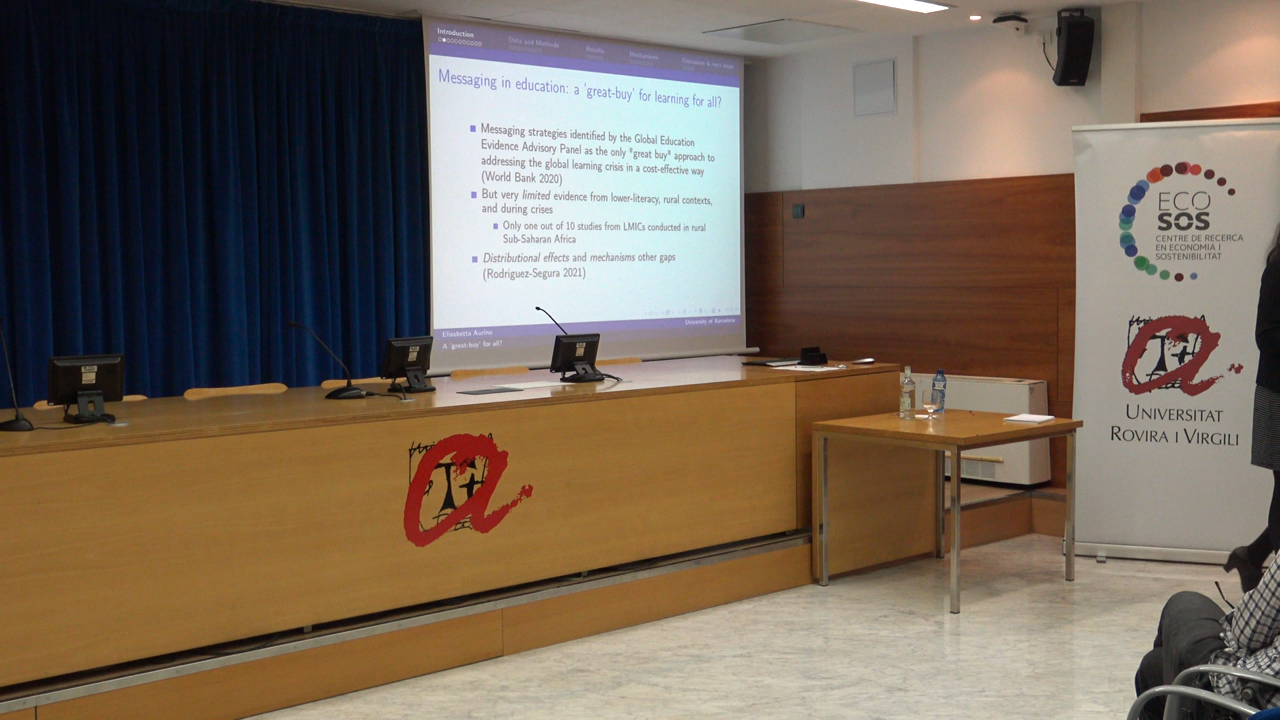 Introduction
Data and Methods
Results
Mechanisms
Messaging in education: a 'great-buy' for learning for all?
Messaging strategies identified by the Global Education
Evidence Advisory Panel as the only "great buy" approach to
addressing the global learning crisis in a cost-effective way
(World Bank 2020)
But very limited evidence from lower-literacy, rural contexts,
and during crises
Only one out of 10 studies from LMICs conducted in rural
Sub-Saharan Africa
Distributional effects and mechanisms other gaps
(Rodriguez-Segura 2021)
Elisabetta Aurino
University of Barcelona
A 'great-buy' for all?
ECO
SOS
CENTRE DE RECERCA
EN ECONOMIA I
SOSTENIBILITAT
UNIVERSITAT
ROVIRA I VIRGILI